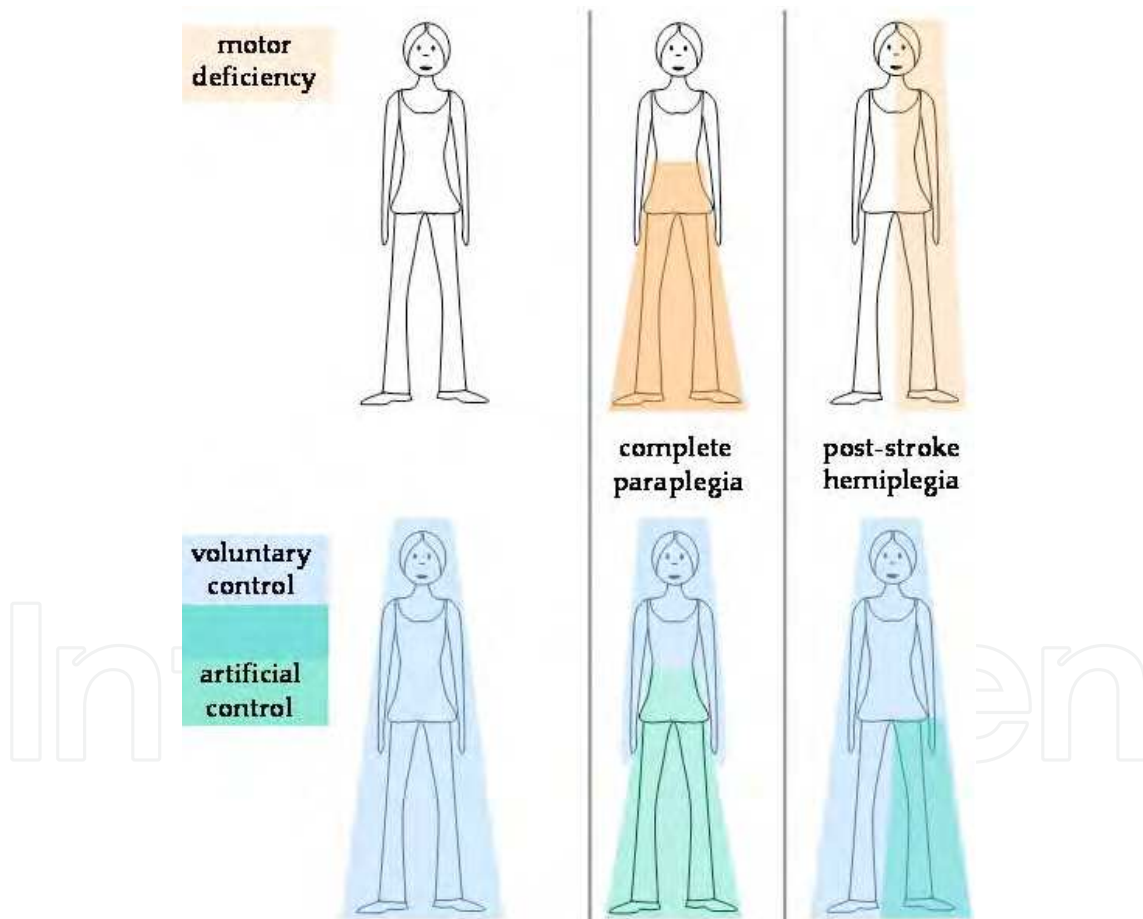 motor
deficiency
complete
paraplegia
post-stroke
hemiplegia
voluntary
control
artificial
control